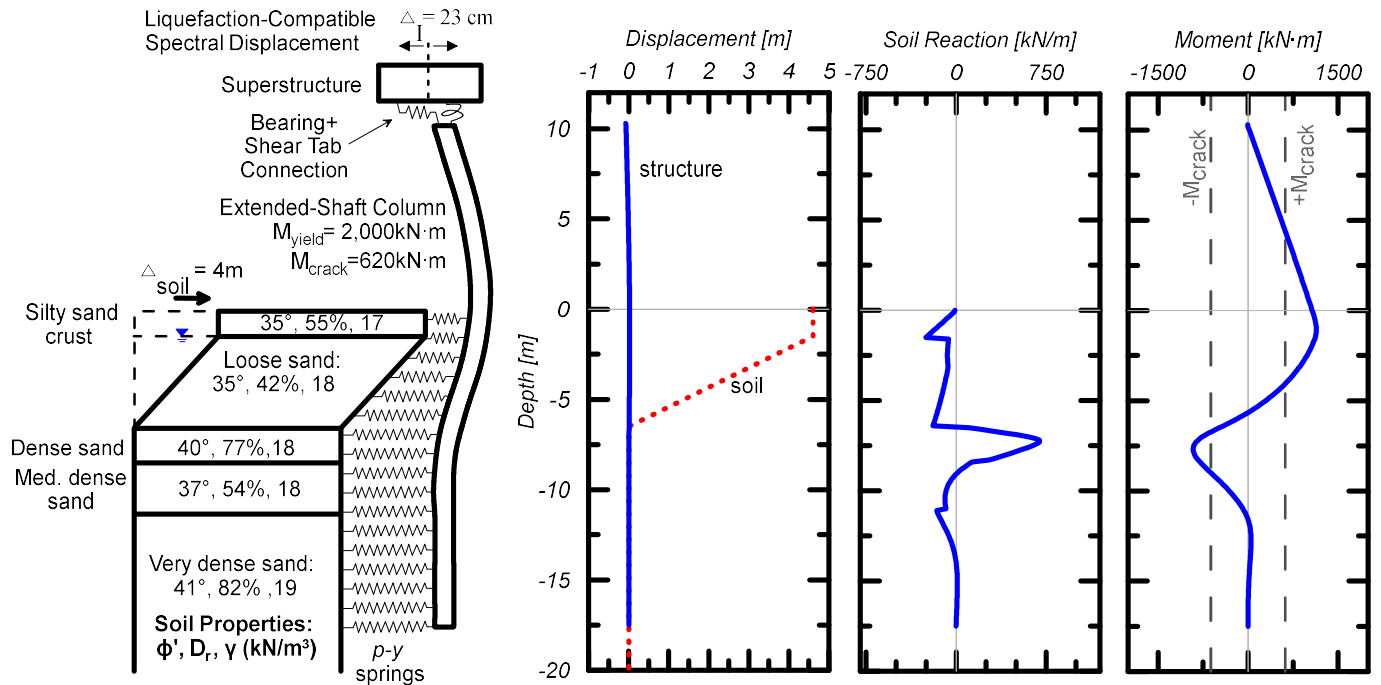 Liquefaction-Compatible
Spectral Displacement
△I = 23 cm
Superstructure
Bearing+
Shear Tab
Connection
Extended-Shaft Column
Myield= 2,000kN·m
Mcrack=620kN·m
△soil = 4m
Silty sand
crust
35°, 55%, 17
Loose sand:
35°, 42%, 18
Dense sand
40°, 77%,18
Med. dense
sand
37°, 54%, 18
Very dense sand:
41°, 82% ,19
Soil Properties:
ϕ', Dr, γ (kN/m³)
p-y
springs
Displacement [m]
-1 0 1 2 3 4 5
Depth [m]
10
5
0
-5
-10
-15
-20
structure
soil
Soil Reaction [kN/m]
-750 0 750
Moment [kN·m]
-1500 0 1500
-Mcrack
+Mcrack